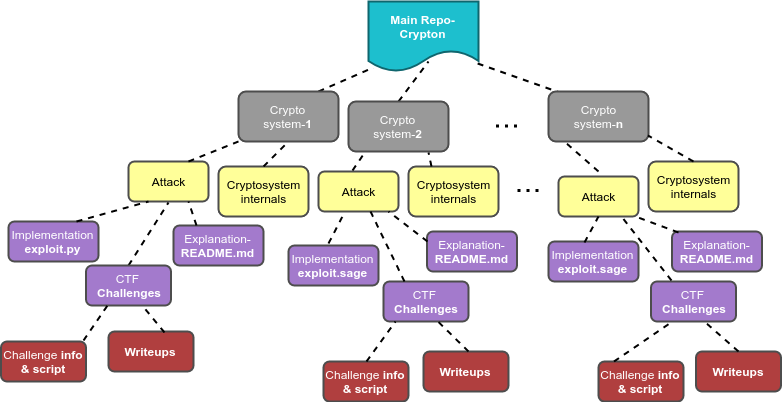 Main Repo-
Crypton
Crypto
system-1
Crypto
system-2
...
Crypto
system-n
Attack
Cryptosystem
internals
Attack
Cryptosystem
internals
...
Attack
Cryptosystem
internals
Implementation
exploit.py
Explanation-
README.md
Implementation
exploit.sage
Explanation-
README.md
Implementation
exploit.sage
Explanation-
README.md
CTF
Challenges
CTF
Challenges
CTF
Challenges
Challenge info
& script
Writeups
Challenge info
& script
Writeups
Challenge info
& script
Writeups